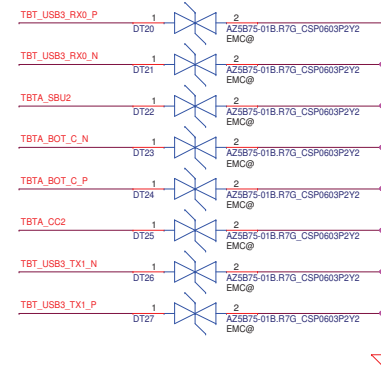 TBT_USB3_RX0_P 1 2
DT20 AZ5B75-01B.R7G_CSP0603P2Y2
EMC@
TBT_USB3_RX0_N 1 2
DT21 AZ5B75-01B.R7G_CSP0603P2Y2
EMC@
TBTA_SBU2 1 2
DT22 AZ5B75-01B.R7G_CSP0603P2Y2
EMC@
TBTA_BOT_C_N 1 2
DT23 AZ5B75-01B.R7G_CSP0603P2Y2
EMC@
TBTA_BOT_C_P 1 2
DT24 AZ5B75-01B.R7G_CSP0603P2Y2
EMC@
TBTA_CC2 1 2
DT25 AZ5B75-01B.R7G_CSP0603P2Y2
EMC@
TBT_USB3_TX1_N 1 2
DT26 AZ5B75-01B.R7G_CSP0603P2Y2
EMC@
TBT_USB3_TX1_P 1 2
DT27 AZ5B75-01B.R7G_CSP0603P2Y2
EMC@